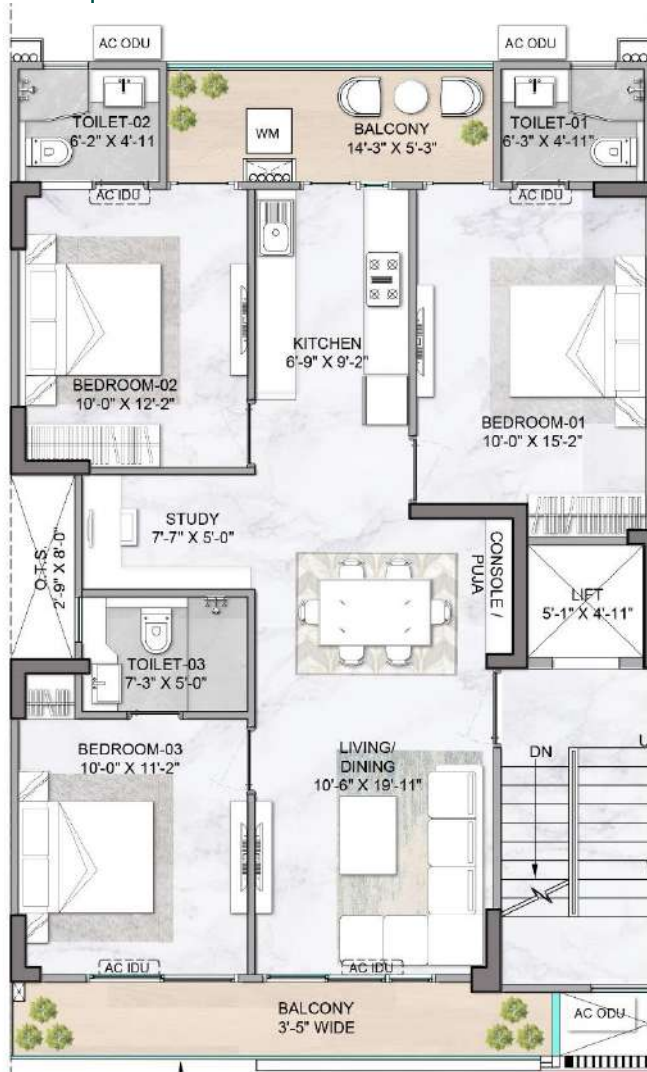 AC ODU
AC ODU
TOILET-02
6'-2" X 4'-11
WM
BALCONY
14'-3" X 5'-3"
TOILET-01
6'-3" X 4'-11"
AC IDU
AC IDU
KITCHEN
6'-9" X 9'-2"
BEDROOM-02
10'-0" X 12'-2"
BEDROOM-01
10'-0" X 15'-2"
STUDY
7'-7" X 5'-0"
O.T.S.
2'-9" X 8'-0"
CONSOLE /
PUJA
LIFT
5'-1" X 4'-11"
TOILET-03
7'-3" X 5'-0"
BEDROOM-03
10'-0" X 11'-2"
LIVING/
DINING
10'-6" X 19'-11"
DN
AC IDU
AC IDU
BALCONY
3'-5" WIDE
AC ODU